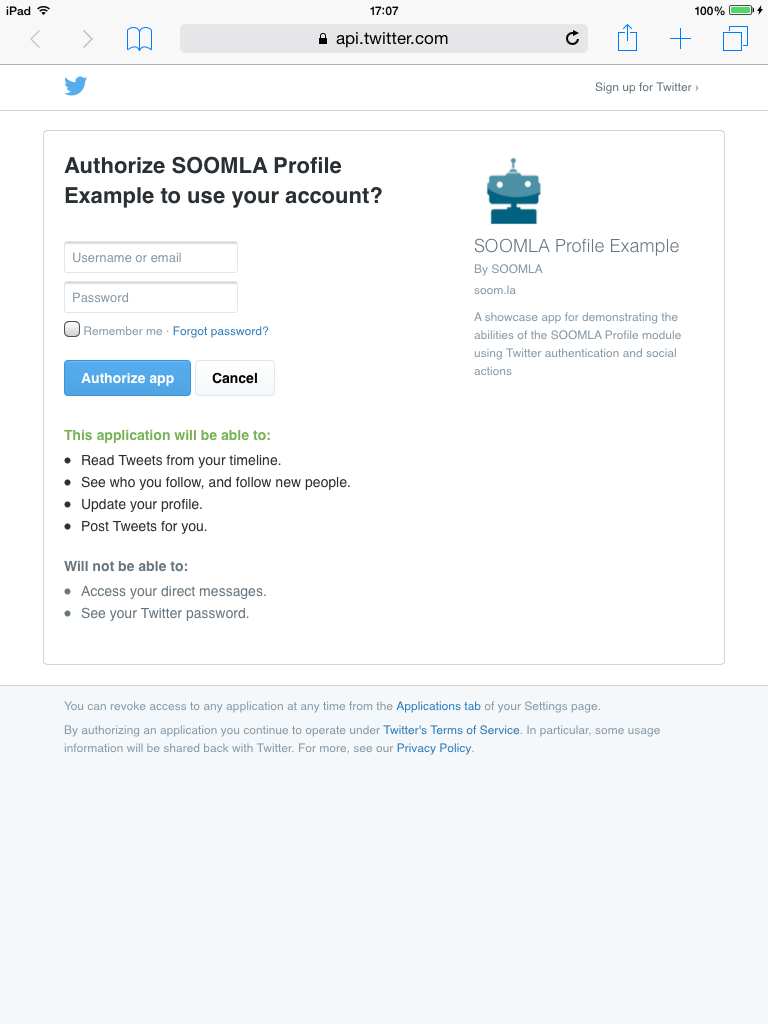 iPad 17:07 100%
api.twitter.com
Sign up for Twitter ›
Authorize SOOMLA Profile
Example to use your account?
Username or email
Password
Remember me · Forgot password?
Authorize app Cancel
SOOMLA Profile Example
By SOOMLA
soom.la
A showcase app for demonstrating the
abilities of the SOOMLA Profile module
using Twitter authentication and social
actions
This application will be able to:
• Read Tweets from your timeline.
• See who you follow, and follow new people.
• Update your profile.
• Post Tweets for you.
Will not be able to:
• Access your direct messages.
• See your Twitter password.
You can revoke access to any application at any time from the Applications tab of your Settings page.
By authorizing an application you continue to operate under Twitter's Terms of Service. In particular, some usage
information will be shared back with Twitter. For more, see our Privacy Policy.